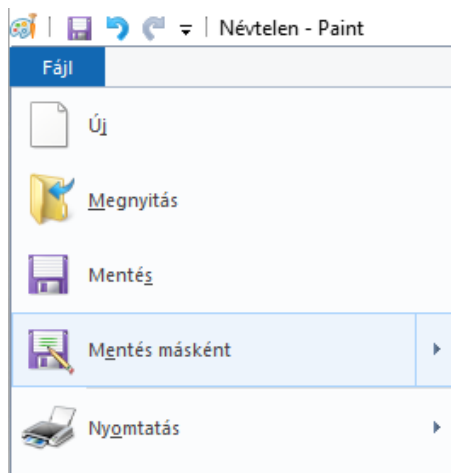 Névtelen - Paint
Fájl
Új
Megnyitás
Mentés
Mentés másként
Nyomtatás